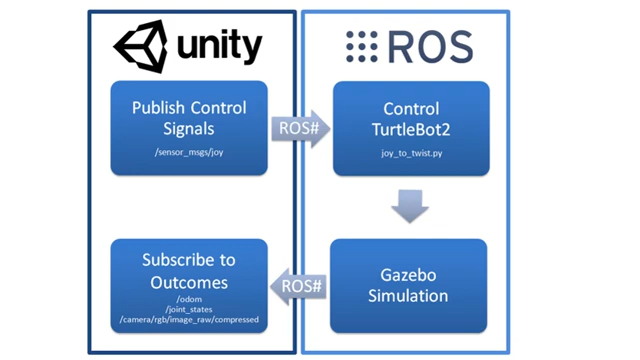 unity
ROS
Publish Control
Signals
/sensor_msgs/joy
ROS#
Control
TurtleBot2
joy_to_twist.py
Subscribe to
Outcomes
/odom
/joint_states
/camera/rgb/image_raw/compressed
ROS#
Gazebo
Simulation